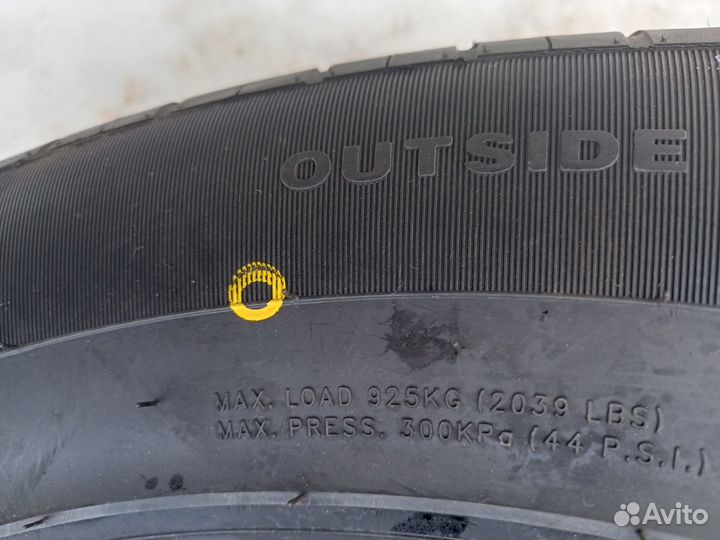 OUTSIDE
MAX. LOAD 925KG (2039 LBS)
MAX. PRESS. 300KPa (44 P.S.I.)
Avito